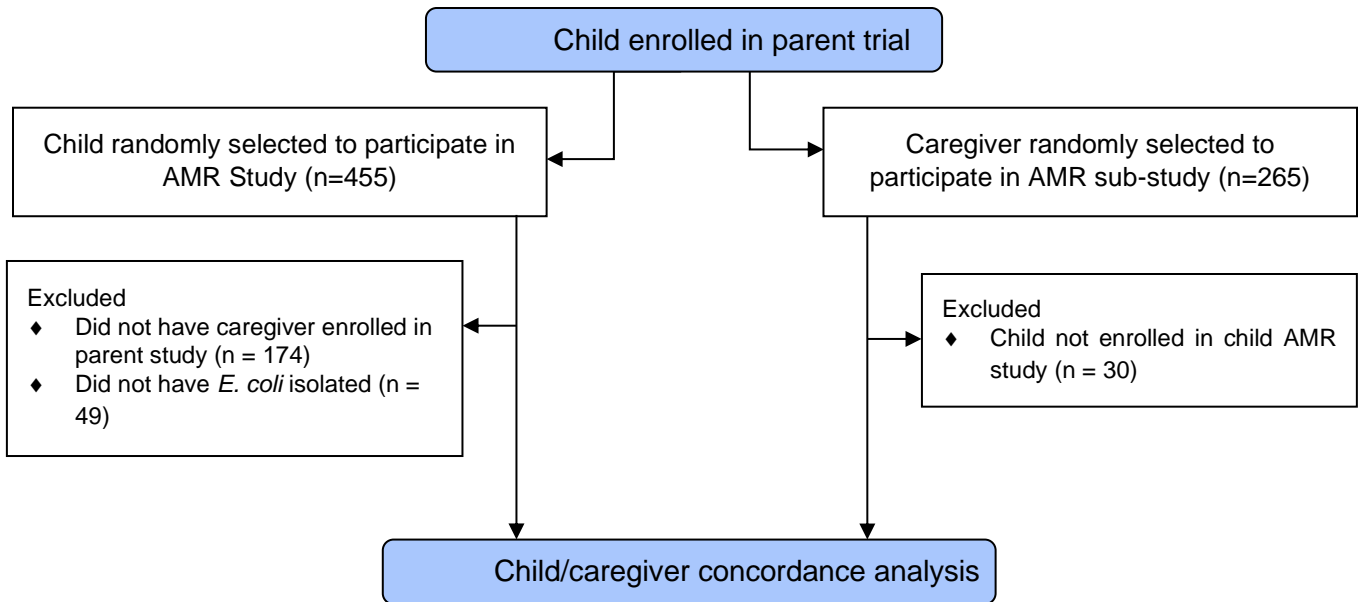 Child enrolled in parent trial
Child randomly selected to participate in
AMR Study (n=455)
Caregiver randomly selected to
participate in AMR sub-study (n=265)
Excluded
♦ Did not have caregiver enrolled in
parent study (n = 174)
♦ Did not have E. coli isolated (n =
49)
Excluded
♦ Child not enrolled in child AMR
study (n = 30)
Child/caregiver concordance analysis